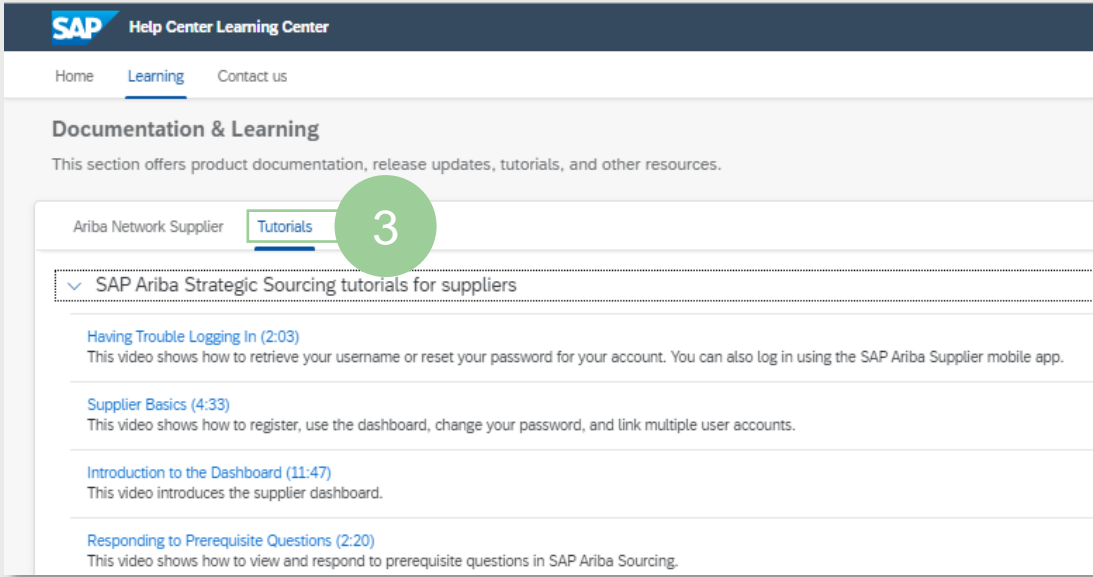 SAP Help Center Learning Center
Home Learning Contact us
Documentation & Learning
This section offers product documentation, release updates, tutorials, and other resources.
Ariba Network Supplier Tutorials 3
SAP Ariba Strategic Sourcing tutorials for suppliers
Having Trouble Logging In (2:03)
This video shows how to retrieve your username or reset your password for your account. You can also log in using the SAP Ariba Supplier mobile app.
Supplier Basics (4:33)
This video shows how to register, use the dashboard, change your password, and link multiple user accounts.
Introduction to the Dashboard (11:47)
This video introduces the supplier dashboard.
Responding to Prerequisite Questions (2:20)
This video shows how to view and respond to prerequisite questions in SAP Ariba Sourcing.